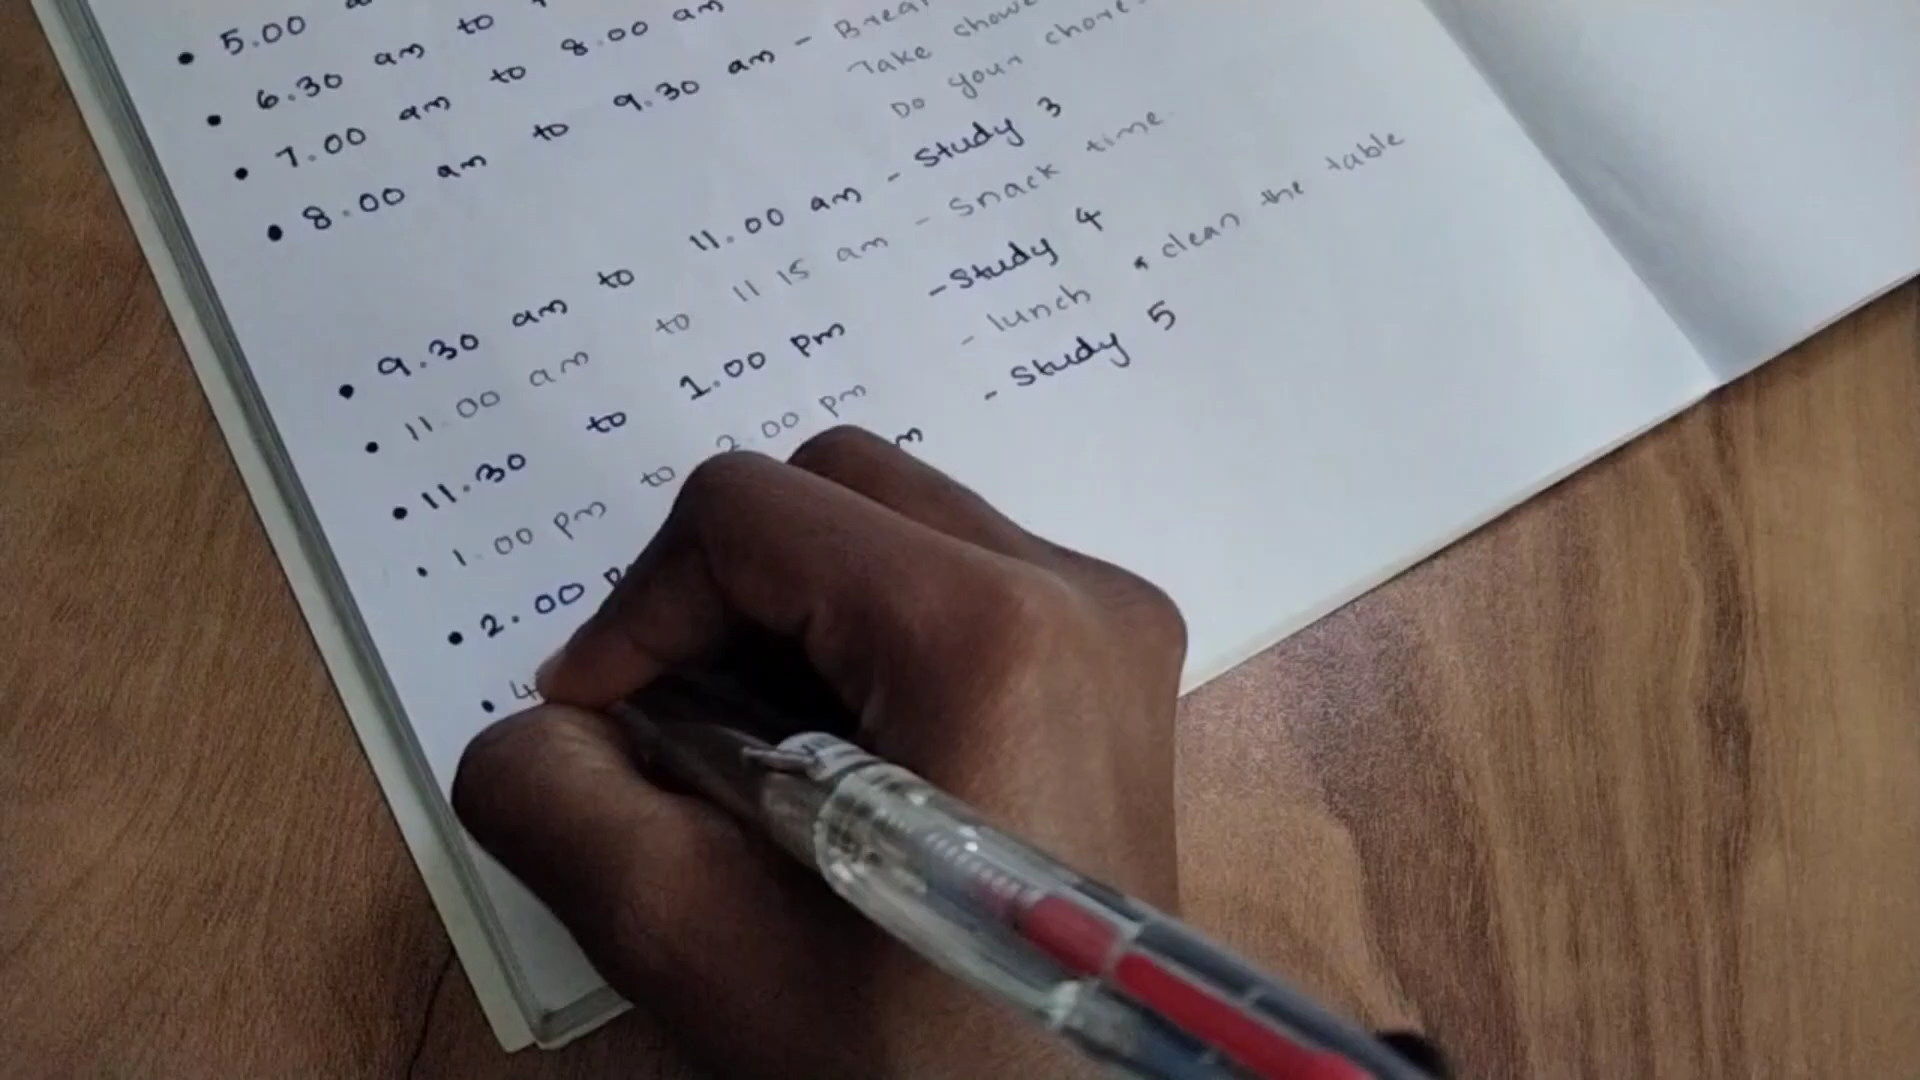 • 5.00
• 6.30 am to
• 7.00 am to 8.00 am
• 8.00 am to 9.30 am -
Take
Do your chore
• 9.30 am to 11.00 am - Study 3
• 11.00 am to 11 15 am - snack time
• 11.30 to 1.00 pm - Study 4
• 1.00 pm to 2.00 pm - lunch * clean the table
• 2.00 - Study 5
• 4